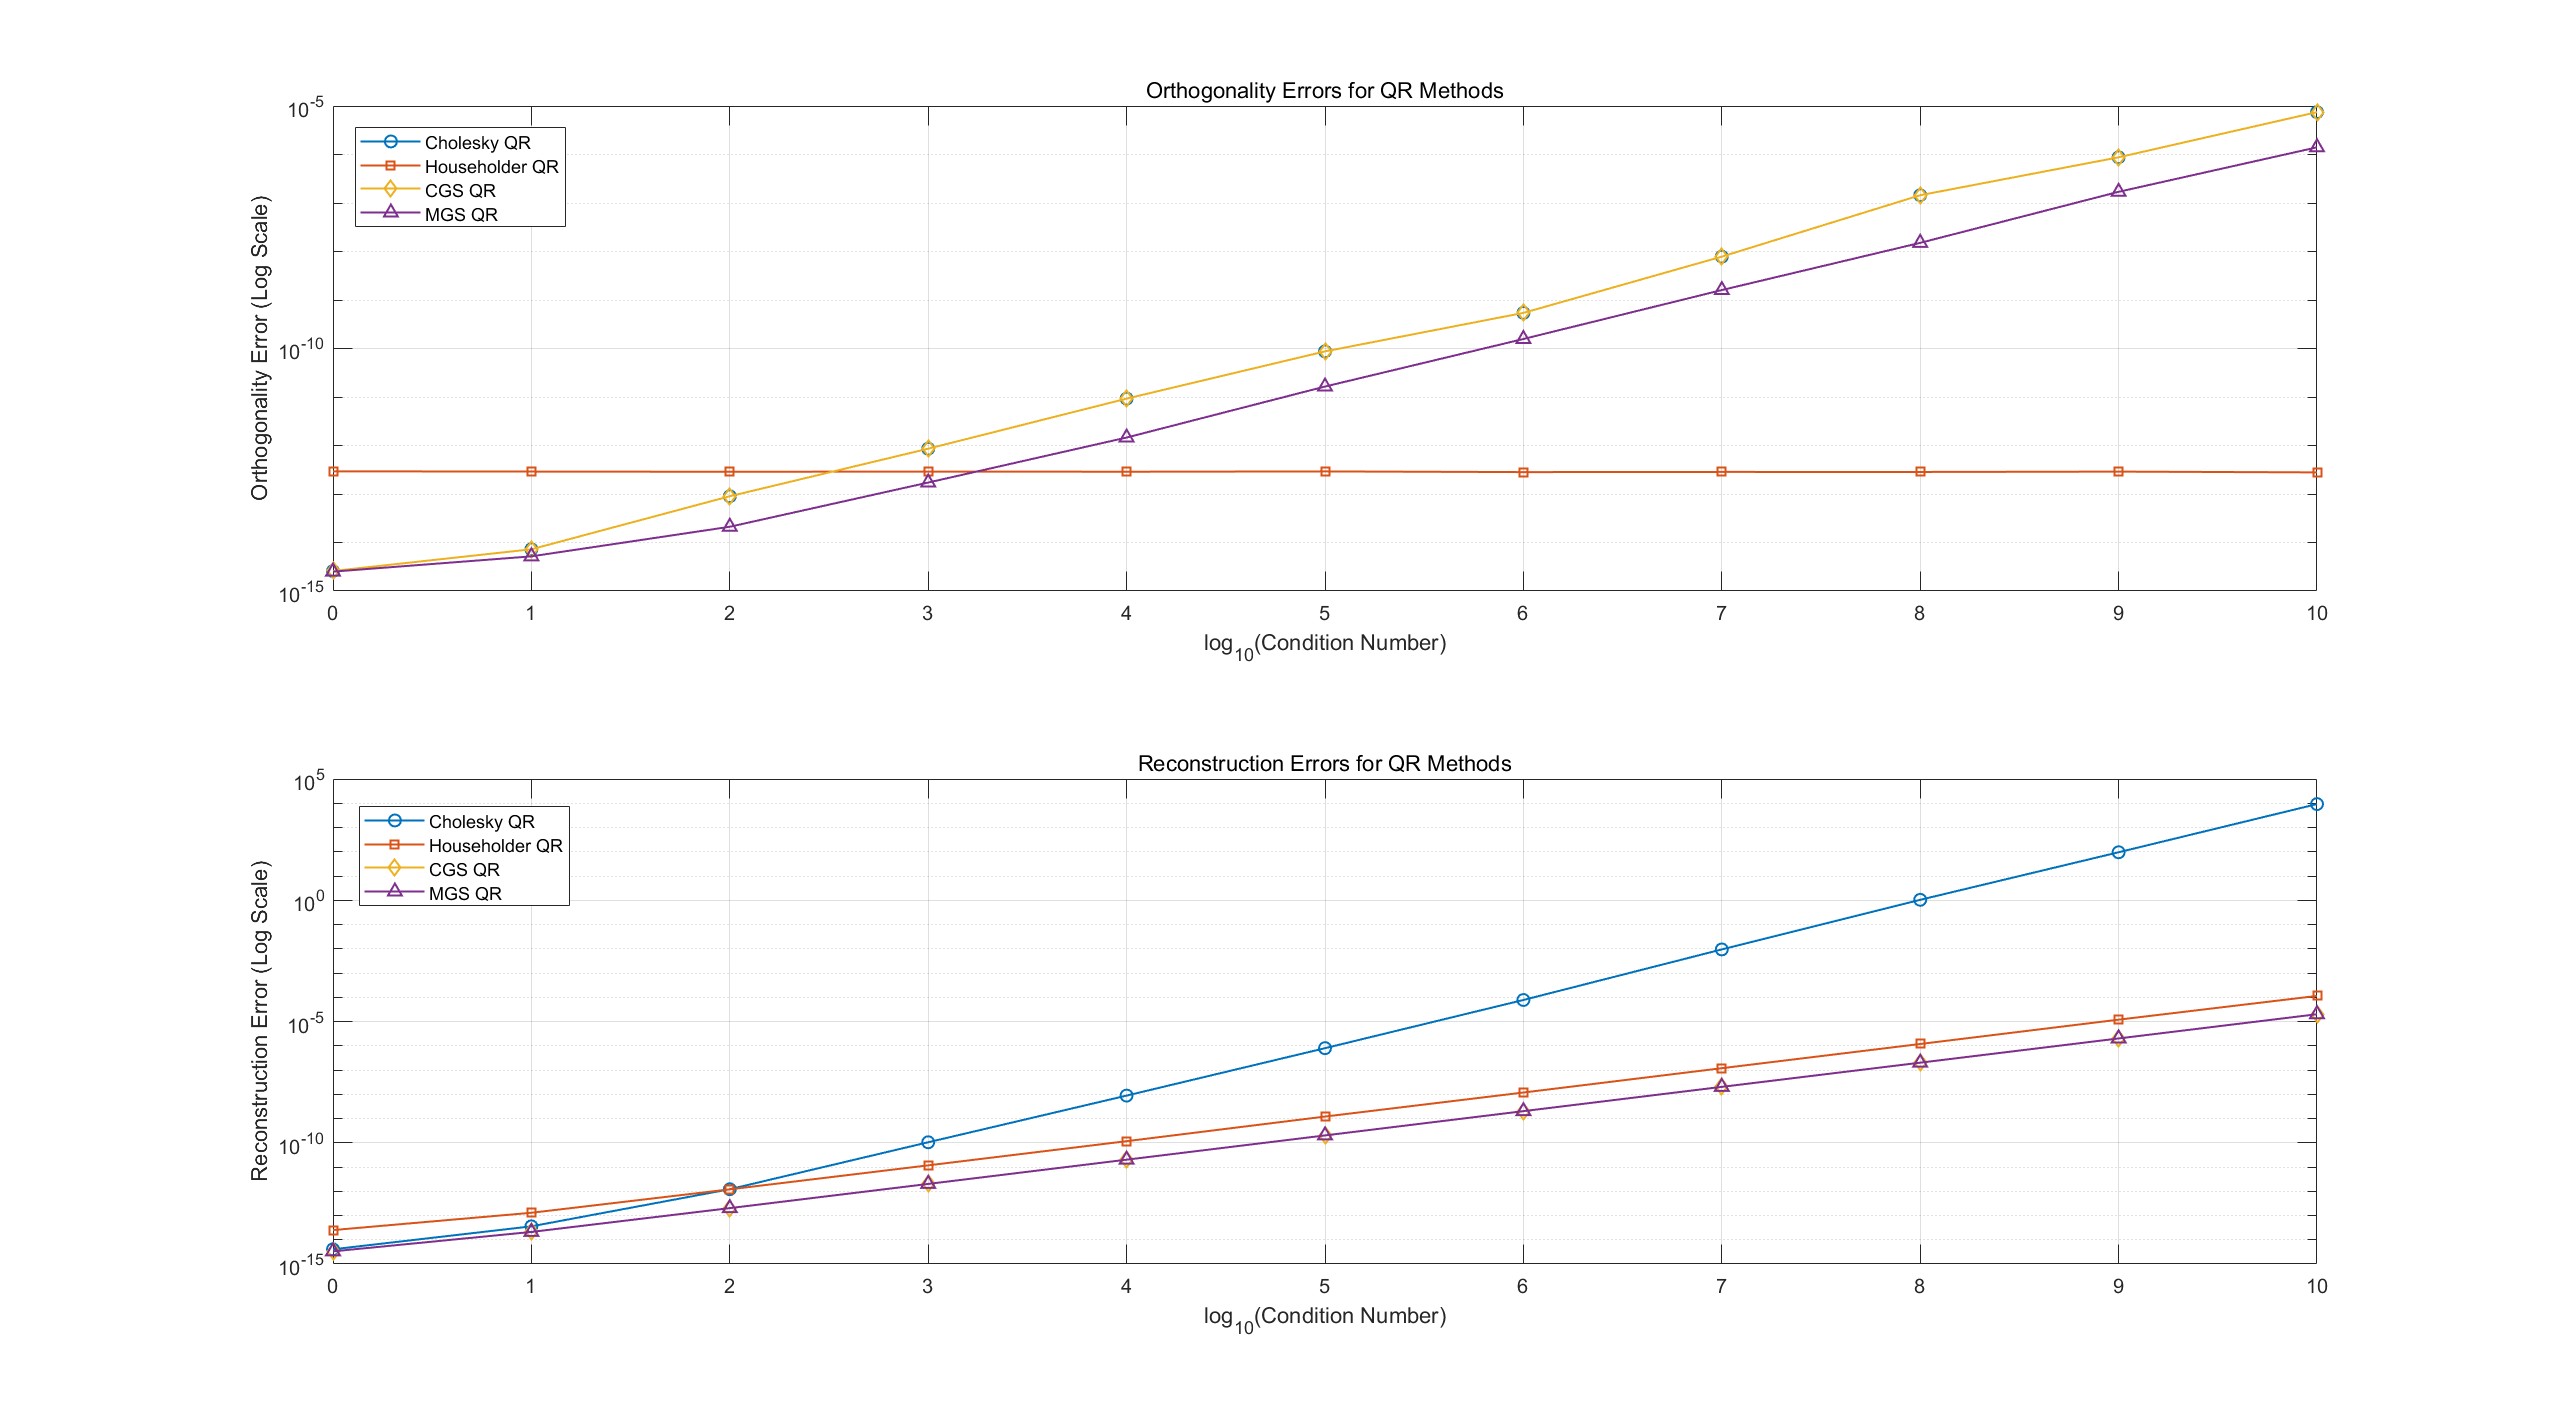 Orthogonality Errors for QR Methods
Orthogonality Error (Log Scale)
10^-5
10^-10
10^-15
Cholesky QR
Householder QR
CGS QR
MGS QR
0 1 2 3 4 5 6 7 8 9 10
log_10(Condition Number)
Reconstruction Errors for QR Methods
Reconstruction Error (Log Scale)
10^5
10^0
10^-5
10^-10
10^-15
Cholesky QR
Householder QR
CGS QR
MGS QR
0 1 2 3 4 5 6 7 8 9 10
log_10(Condition Number)